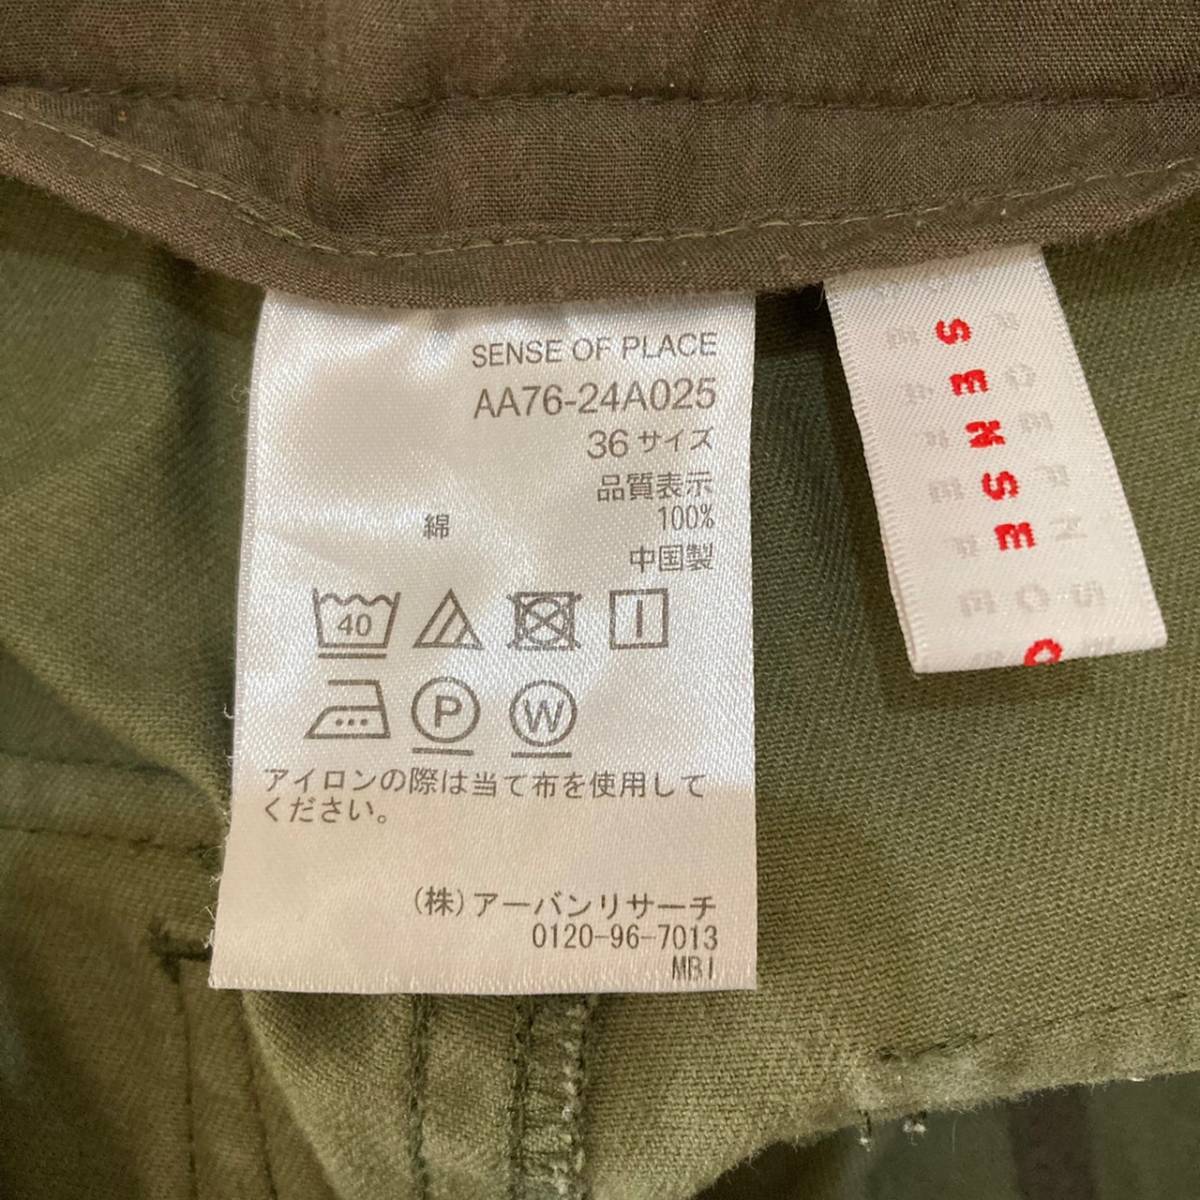 SENSE OF PLACE
AA76-24A025
36 サイズ
品質表示
綿 100%
中国製
40
P W
アイロンの際は当て布を使用して
ください。
(株)アーバンリサーチ
0120-96-7013
MBI
SENSE O